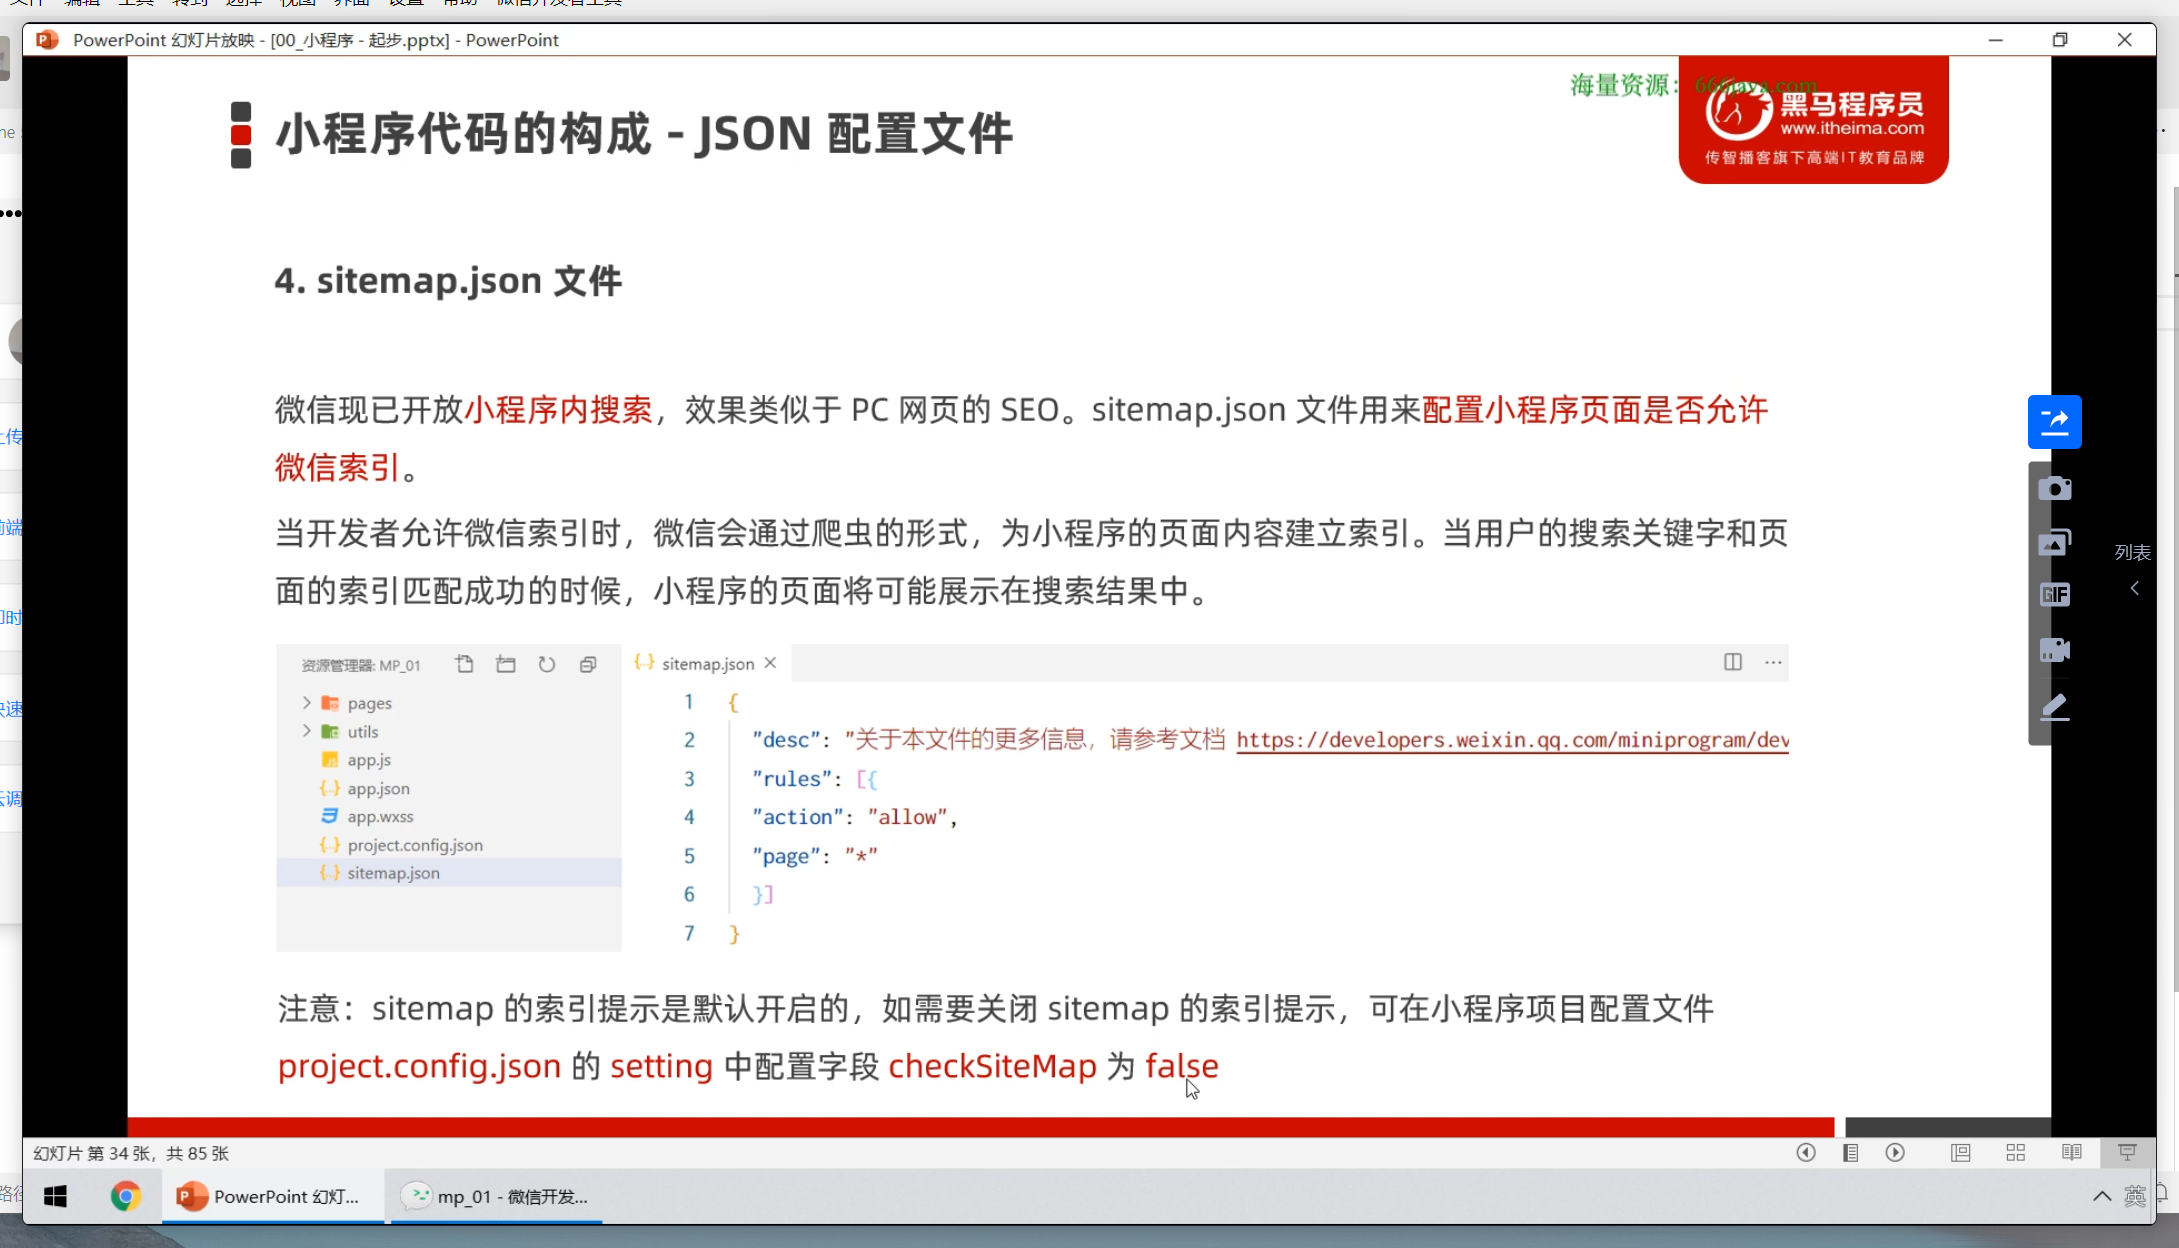 PowerPoint 幻灯片放映 - [00_小程序 - 起步.pptx] - PowerPoint
海量资源：666java.com
黑马程序员
www.itheima.com
传智播客旗下高端IT教育品牌
小程序代码的构成 - JSON 配置文件
4. sitemap.json 文件
微信现已开放小程序内搜索，效果类似于 PC 网页的 SEO。sitemap.json 文件用来配置小程序页面是否允许
微信索引。
当开发者允许微信索引时，微信会通过爬虫的形式，为小程序的页面内容建立索引。当用户的搜索关键字和页
面的索引匹配成功的时候，小程序的页面将可能展示在搜索结果中。
GIF
列表
资源管理器: MP_01
pages
utils
app.js
app.json
app.wxss
project.config.json
sitemap.json
sitemap.json
1 {
2 "desc": "关于本文件的更多信息，请参考文档 https://developers.weixin.qq.com/miniprogram/dev
3 "rules": [{
4 "action": "allow",
5 "page": "*"
6 }]
7 }
注意：sitemap 的索引提示是默认开启的，如需要关闭 sitemap 的索引提示，可在小程序项目配置文件
project.config.json 的 setting 中配置字段 checkSiteMap 为 false
幻灯片 第 34 张，共 85 张
PowerPoint 幻灯...
mp_01 - 微信开发...
英